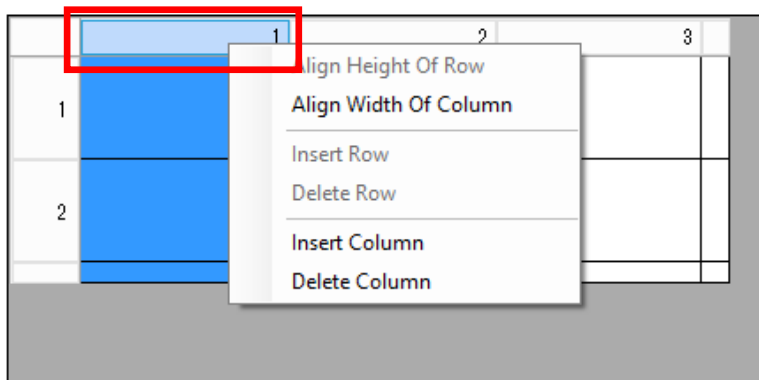 1 2 3
Align Height Of Row
1
Align Width Of Column
Insert Row
Delete Row
2
Insert Column
Delete Column